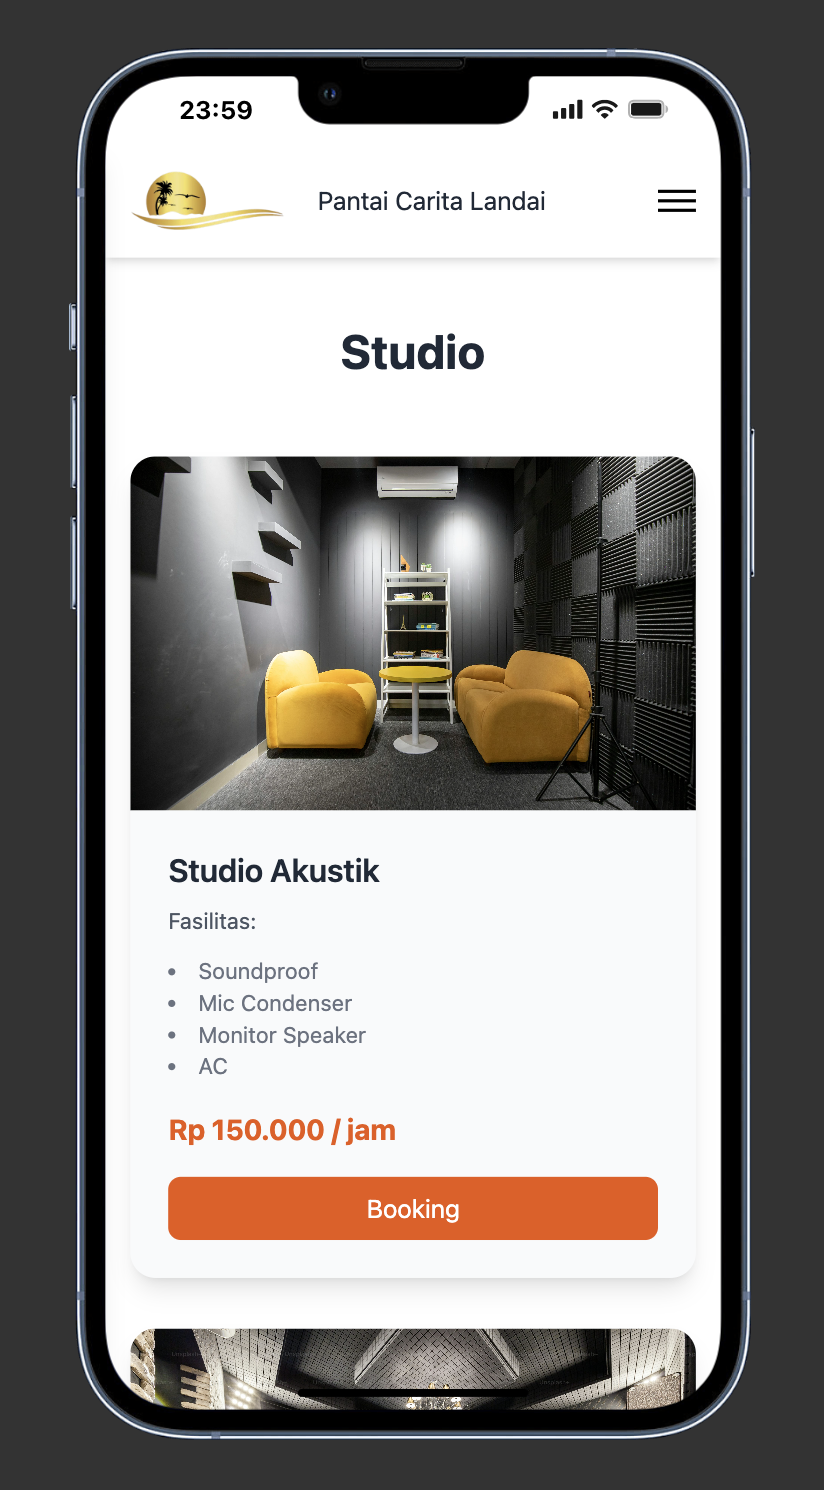 23:59
Pantai Carita Landai
Studio
Studio Akustik
Fasilitas:
• Soundproof
• Mic Condenser
• Monitor Speaker
• AC
Rp 150.000 / jam
Booking